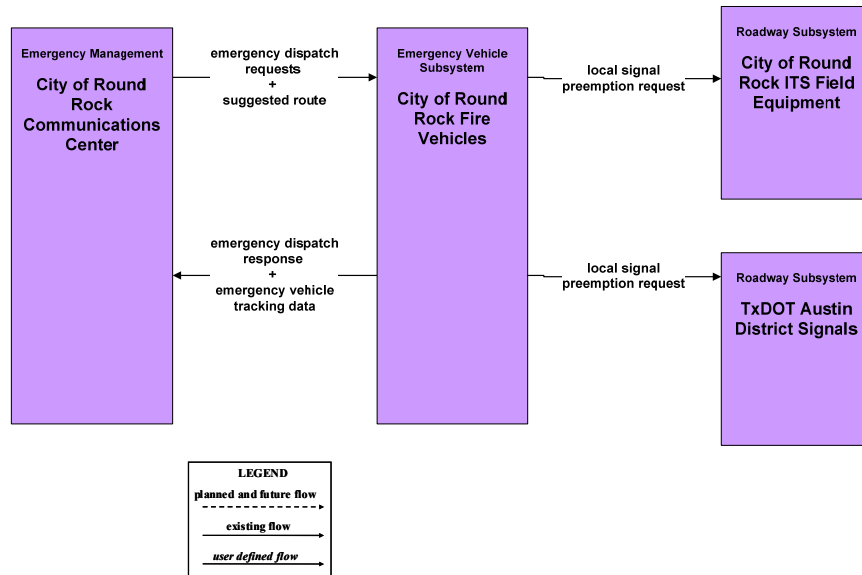 Emergency Management
City of Round
Rock
Communications
Center
emergency dispatch
requests
+
suggested route
emergency dispatch
response
+
emergency vehicle
tracking data
Emergency Vehicle
Subsystem
City of Round
Rock Fire
Vehicles
local signal
preemption request
local signal
preemption request
Roadway Subsystem
City of Round
Rock ITS Field
Equipment
Roadway Subsystem
TxDOT Austin
District Signals
LEGEND
planned and future flow
existing flow
user defined flow